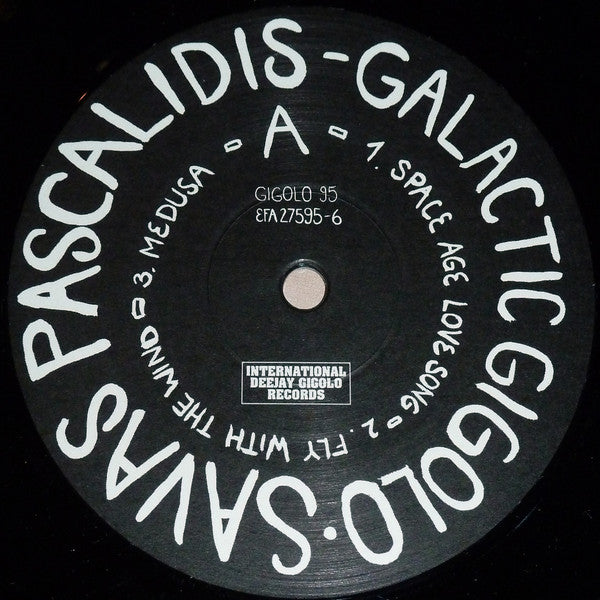 SAVAS PASCALIDIS - GALACTIC GIGOLO ·
- A -
1. SPACE AGE LOVE SONG - 2. FLY WiTH THE WIND - 3. MEDUSA
GIGOLO 95
EFA 27595-6
INTERNATIONAL
DEEJAY GIGOLO
RECORDS